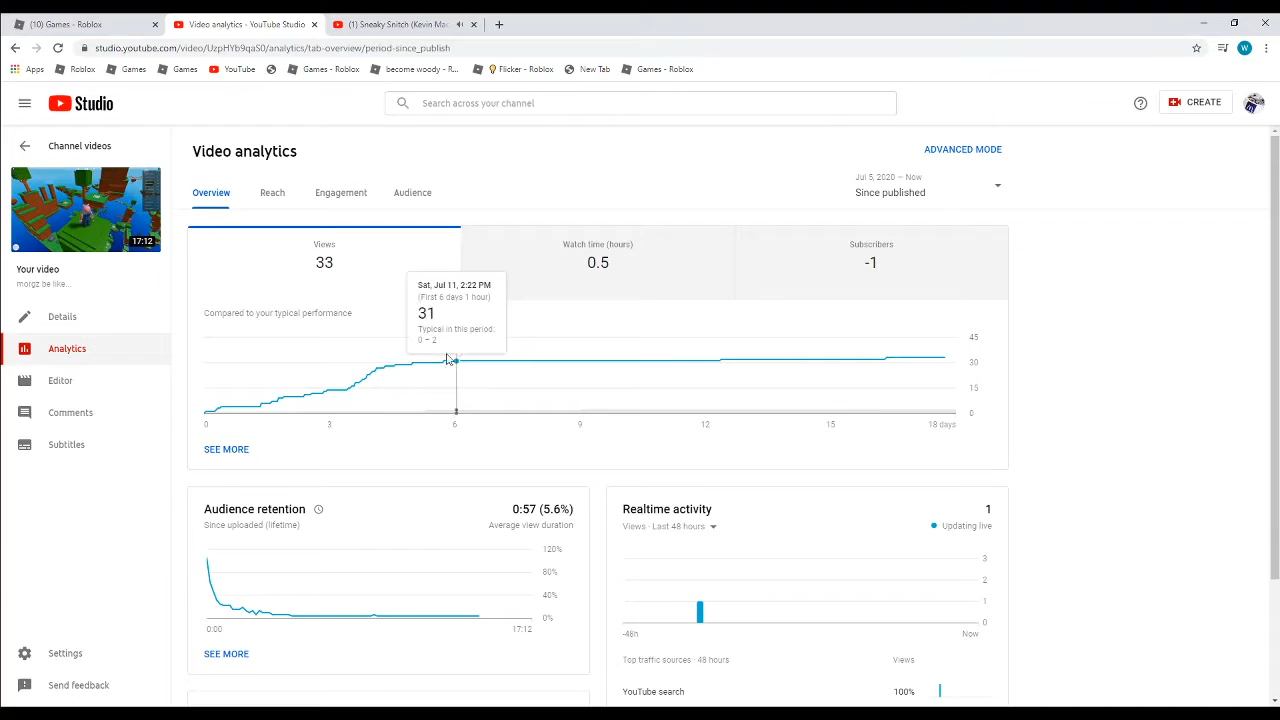 (10) Games - Roblox
Video analytics - YouTube Studio
(1) Sneaky Snitch (Kevin Mac
studio.youtube.com/video/UzpHYb9qaS0/analytics/tab-overview/period-since_publish
W
Apps
Roblox
Games
Games
YouTube
Games - Roblox
become woody - R...
Flicker - Roblox
New Tab
Games - Roblox
Studio
Search across your channel
CREATE
Channel videos
Video analytics
ADVANCED MODE
Jul 5, 2020 – Now
Since published
Overview
Reach
Engagement
Audience
17:12
Your video
morgz be like...
Details
Analytics
Editor
Comments
Subtitles
Settings
Send feedback
Views
33
Watch time (hours)
0.5
Subscribers
-1
Compared to your typical performance
Sat, Jul 11, 2:22 PM
(First 6 days 1 hour)
31
Typical in this period:
0 – 2
45
30
15
0
0
3
6
9
12
15
18 days
SEE MORE
Audience retention
Since uploaded (lifetime)
0:57 (5.6%)
Average view duration
120%
80%
40%
0%
0:00
17:12
SEE MORE
Realtime activity
Views · Last 48 hours
1
Updating live
3
2
1
0
-48h
Now
Top traffic sources · 48 hours
Views
YouTube search
100%